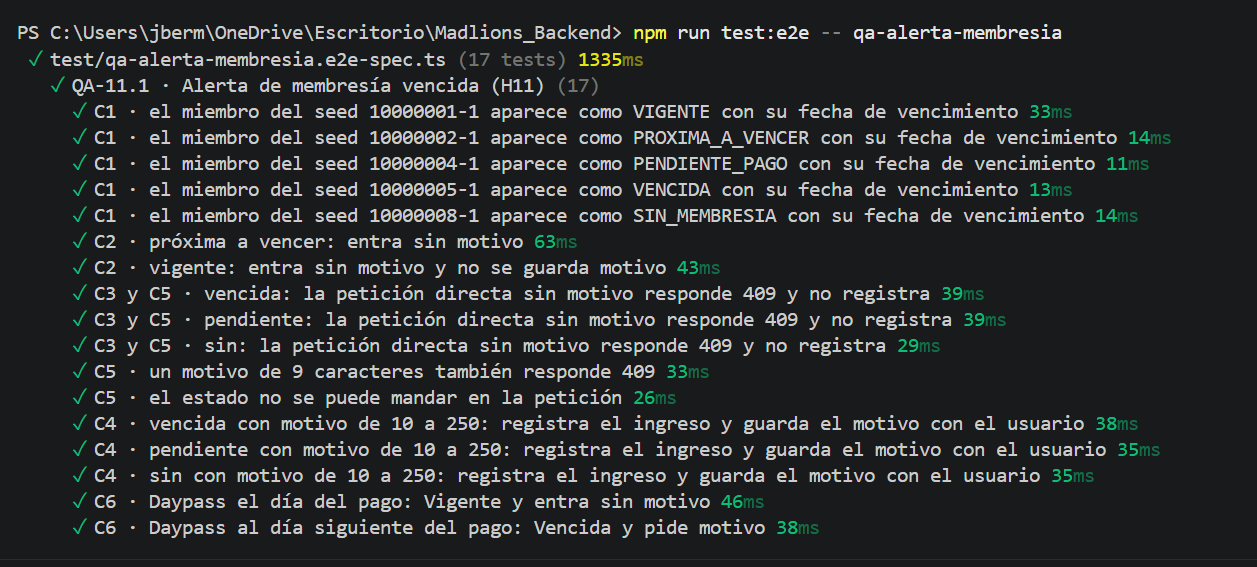 PS C:\Users\jberm\OneDrive\Escritorio\Madlions_Backend> npm run test:e2e -- qa-alerta-membresia
✓ test/qa-alerta-membresia.e2e-spec.ts (17 tests) 1335ms
✓ QA-11.1 · Alerta de membresía vencida (H11) (17)
✓ C1 · el miembro del seed 10000001-1 aparece como VIGENTE con su fecha de vencimiento 33ms
✓ C1 · el miembro del seed 10000002-1 aparece como PROXIMA_A_VENCER con su fecha de vencimiento 14ms
✓ C1 · el miembro del seed 10000004-1 aparece como PENDIENTE_PAGO con su fecha de vencimiento 11ms
✓ C1 · el miembro del seed 10000005-1 aparece como VENCIDA con su fecha de vencimiento 13ms
✓ C1 · el miembro del seed 10000008-1 aparece como SIN_MEMBRESIA con su fecha de vencimiento 14ms
✓ C2 · próxima a vencer: entra sin motivo 63ms
✓ C2 · vigente: entra sin motivo y no se guarda motivo 43ms
✓ C3 y C5 · vencida: la petición directa sin motivo responde 409 y no registra 39ms
✓ C3 y C5 · pendiente: la petición directa sin motivo responde 409 y no registra 39ms
✓ C3 y C5 · sin: la petición directa sin motivo responde 409 y no registra 29ms
✓ C5 · un motivo de 9 caracteres también responde 409 33ms
✓ C5 · el estado no se puede mandar en la petición 26ms
✓ C4 · vencida con motivo de 10 a 250: registra el ingreso y guarda el motivo con el usuario 38ms
✓ C4 · pendiente con motivo de 10 a 250: registra el ingreso y guarda el motivo con el usuario 35ms
✓ C4 · sin con motivo de 10 a 250: registra el ingreso y guarda el motivo con el usuario 35ms
✓ C6 · Daypass el día del pago: Vigente y entra sin motivo 46ms
✓ C6 · Daypass al día siguiente del pago: Vencida y pide motivo 38ms